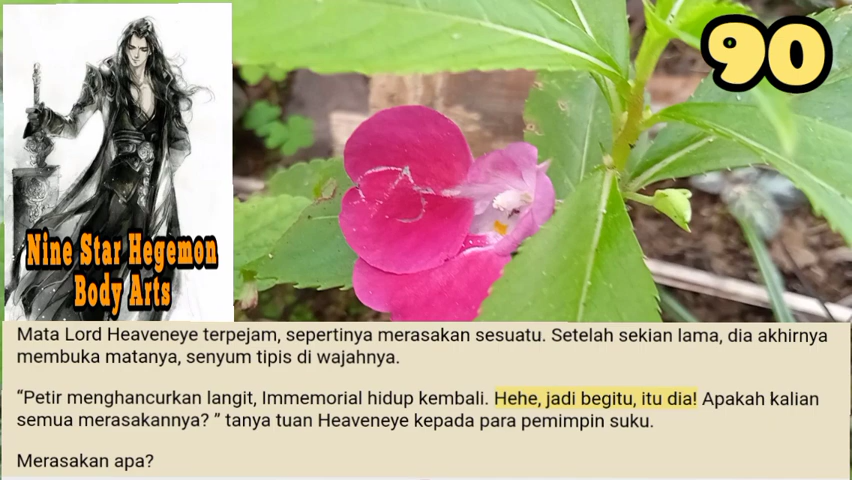 90
Nine Star Hegemon
Body Arts
Mata Lord Heaveneye terpejam, sepertinya merasakan sesuatu. Setelah sekian lama, dia akhirnya
membuka matanya, senyum tipis di wajahnya.
“Petir menghancurkan langit, Immemorial hidup kembali. Hehe, jadi begitu, itu dia! Apakah kalian
semua merasakannya? ” tanya tuan Heaveneye kepada para pemimpin suku.
Merasakan apa?